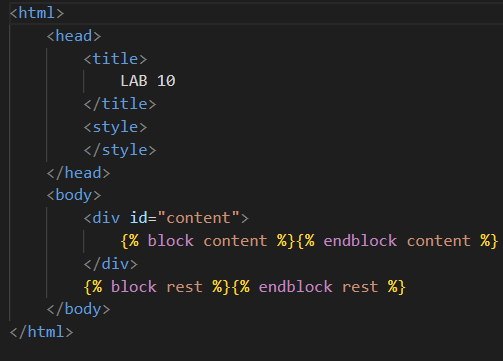 <html>
<head>
<title>
LAB 10
</title>
<style>
</style>
</head>
<body>
<div id="content">
{% block content %}{% endblock content %}
</div>
{% block rest %}{% endblock rest %}
</body>
</html>